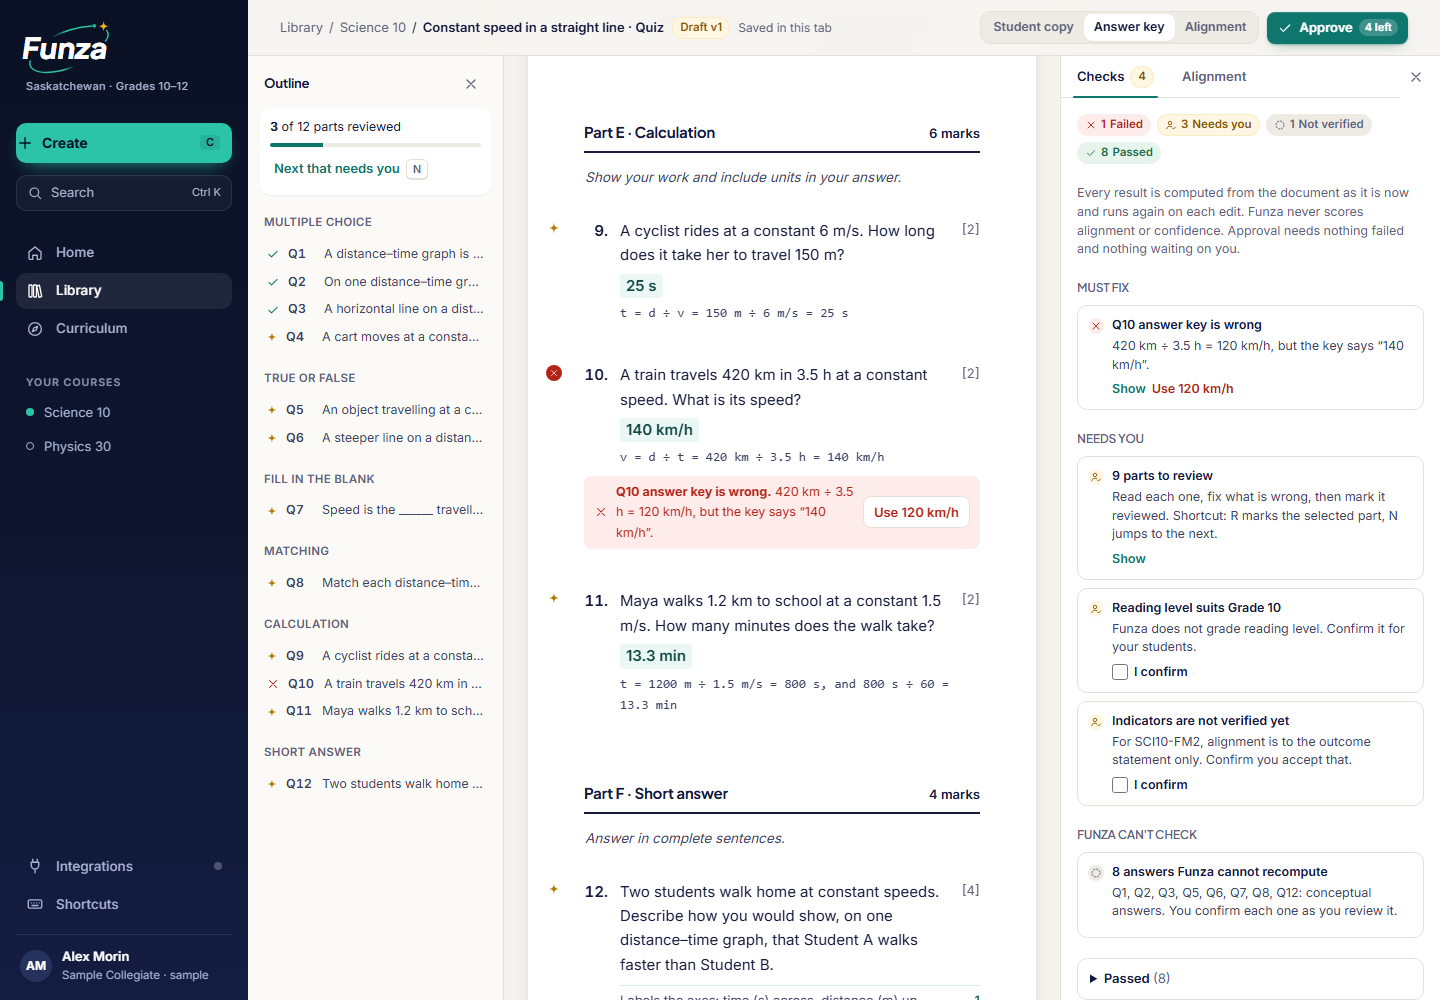 Funza
Saskatchewan · Grades 10–12
Create C
Search Ctrl K
Home
Library
Curriculum
YOUR COURSES
Science 10
Physics 30
Integrations
Shortcuts
AM
Alex Morin
Sample Collegiate · sample
Library / Science 10 / Constant speed in a straight line · Quiz Draft v1 Saved in this tab
Student copy Answer key Alignment
Approve 4 left
Outline
3 of 12 parts reviewed
Next that needs you N
MULTIPLE CHOICE
Q1 A distance–time graph is ...
Q2 On one distance–time gr...
Q3 A horizontal line on a dist...
Q4 A cart moves at a consta...
TRUE OR FALSE
Q5 An object travelling at a c...
Q6 A steeper line on a distan...
FILL IN THE BLANK
Q7 Speed is the ______ travell...
MATCHING
Q8 Match each distance–tim...
CALCULATION
Q9 A cyclist rides at a consta...
Q10 A train travels 420 km in ...
Q11 Maya walks 1.2 km to sch...
SHORT ANSWER
Q12 Two students walk home ...
Part E · Calculation 6 marks
Show your work and include units in your answer.
9. A cyclist rides at a constant 6 m/s. How long [2]
does it take her to travel 150 m?
25 s
t = d ÷ v = 150 m ÷ 6 m/s = 25 s
10. A train travels 420 km in 3.5 h at a constant [2]
speed. What is its speed?
140 km/h
v = d ÷ t = 420 km ÷ 3.5 h = 140 km/h
Q10 answer key is wrong. 420 km ÷ 3.5
h = 120 km/h, but the key says “140
km/h”.
Use 120 km/h
11. Maya walks 1.2 km to school at a constant 1.5 [2]
m/s. How many minutes does the walk take?
13.3 min
t = 1200 m ÷ 1.5 m/s = 800 s, and 800 s ÷ 60 =
13.3 min
Part F · Short answer 4 marks
Answer in complete sentences.
12. Two students walk home at constant speeds. [4]
Describe how you would show, on one
distance–time graph, that Student A walks
faster than Student B.
Labels the axes: time (s) across, distance (m) up 1
Checks 4 Alignment
1 Failed 3 Needs you 1 Not verified
8 Passed
Every result is computed from the document as it is now
and runs again on each edit. Funza never scores
alignment or confidence. Approval needs nothing failed
and nothing waiting on you.
MUST FIX
Q10 answer key is wrong
420 km ÷ 3.5 h = 120 km/h, but the key says “140
km/h”.
Show Use 120 km/h
NEEDS YOU
9 parts to review
Read each one, fix what is wrong, then mark it
reviewed. Shortcut: R marks the selected part, N
jumps to the next.
Show
Reading level suits Grade 10
Funza does not grade reading level. Confirm it for
your students.
I confirm
Indicators are not verified yet
For SCI10-FM2, alignment is to the outcome
statement only. Confirm you accept that.
I confirm
FUNZA CAN'T CHECK
8 answers Funza cannot recompute
Q1, Q2, Q3, Q5, Q6, Q7, Q8, Q12: conceptual
answers. You confirm each one as you review it.
Passed (8)